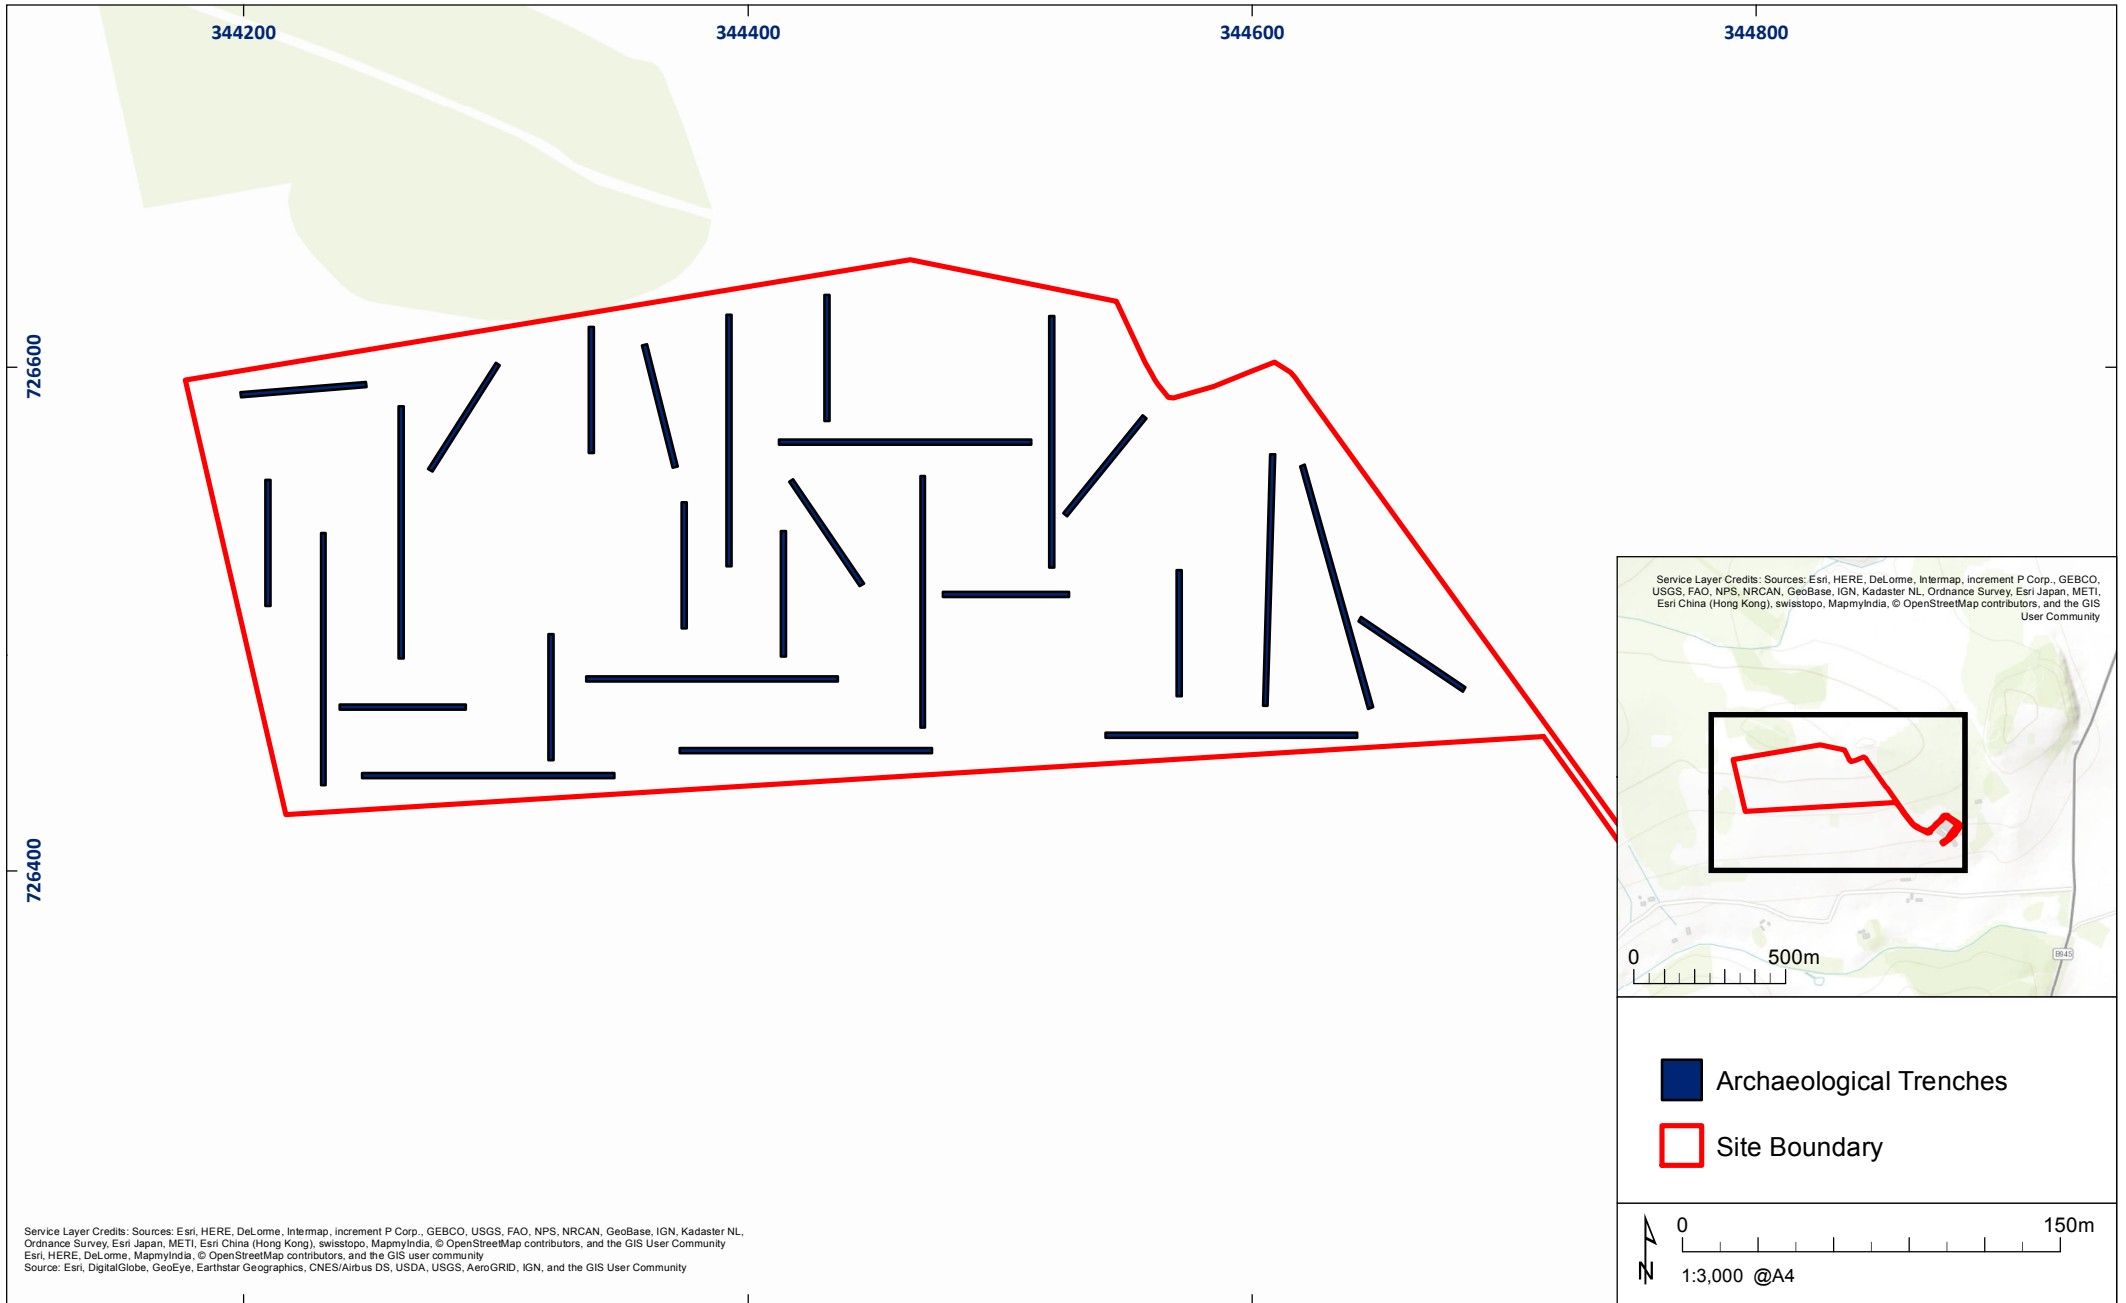 344200
344400
344600
344800
726600
726400
Service Layer Credits: Sources: Esri, HERE, DeLorme, Intermap, increment P Corp., GEBCO,
USGS, FAO, NPS, NRCAN, GeoBase, IGN, Kadaster NL, Ordnance Survey, Esri Japan, METI,
Esri China (Hong Kong), swisstopo, MapmyIndia, © OpenStreetMap contributors, and the GIS
User Community
B945
0 500m
Archaeological Trenches
Site Boundary
N
0 150m
1:3,000 @A4
Service Layer Credits: Sources: Esri, HERE, DeLorme, Intermap, increment P Corp., GEBCO, USGS, FAO, NPS, NRCAN, GeoBase, IGN, Kadaster NL,
Ordnance Survey, Esri Japan, METI, Esri China (Hong Kong), swisstopo, MapmyIndia, © OpenStreetMap contributors, and the GIS User Community
Esri, HERE, DeLorme, MapmyIndia, © OpenStreetMap contributors, and the GIS user community
Source: Esri, DigitalGlobe, GeoEye, Earthstar Geographics, CNES/Airbus DS, USDA, USGS, AeroGRID, IGN, and the GIS User Community